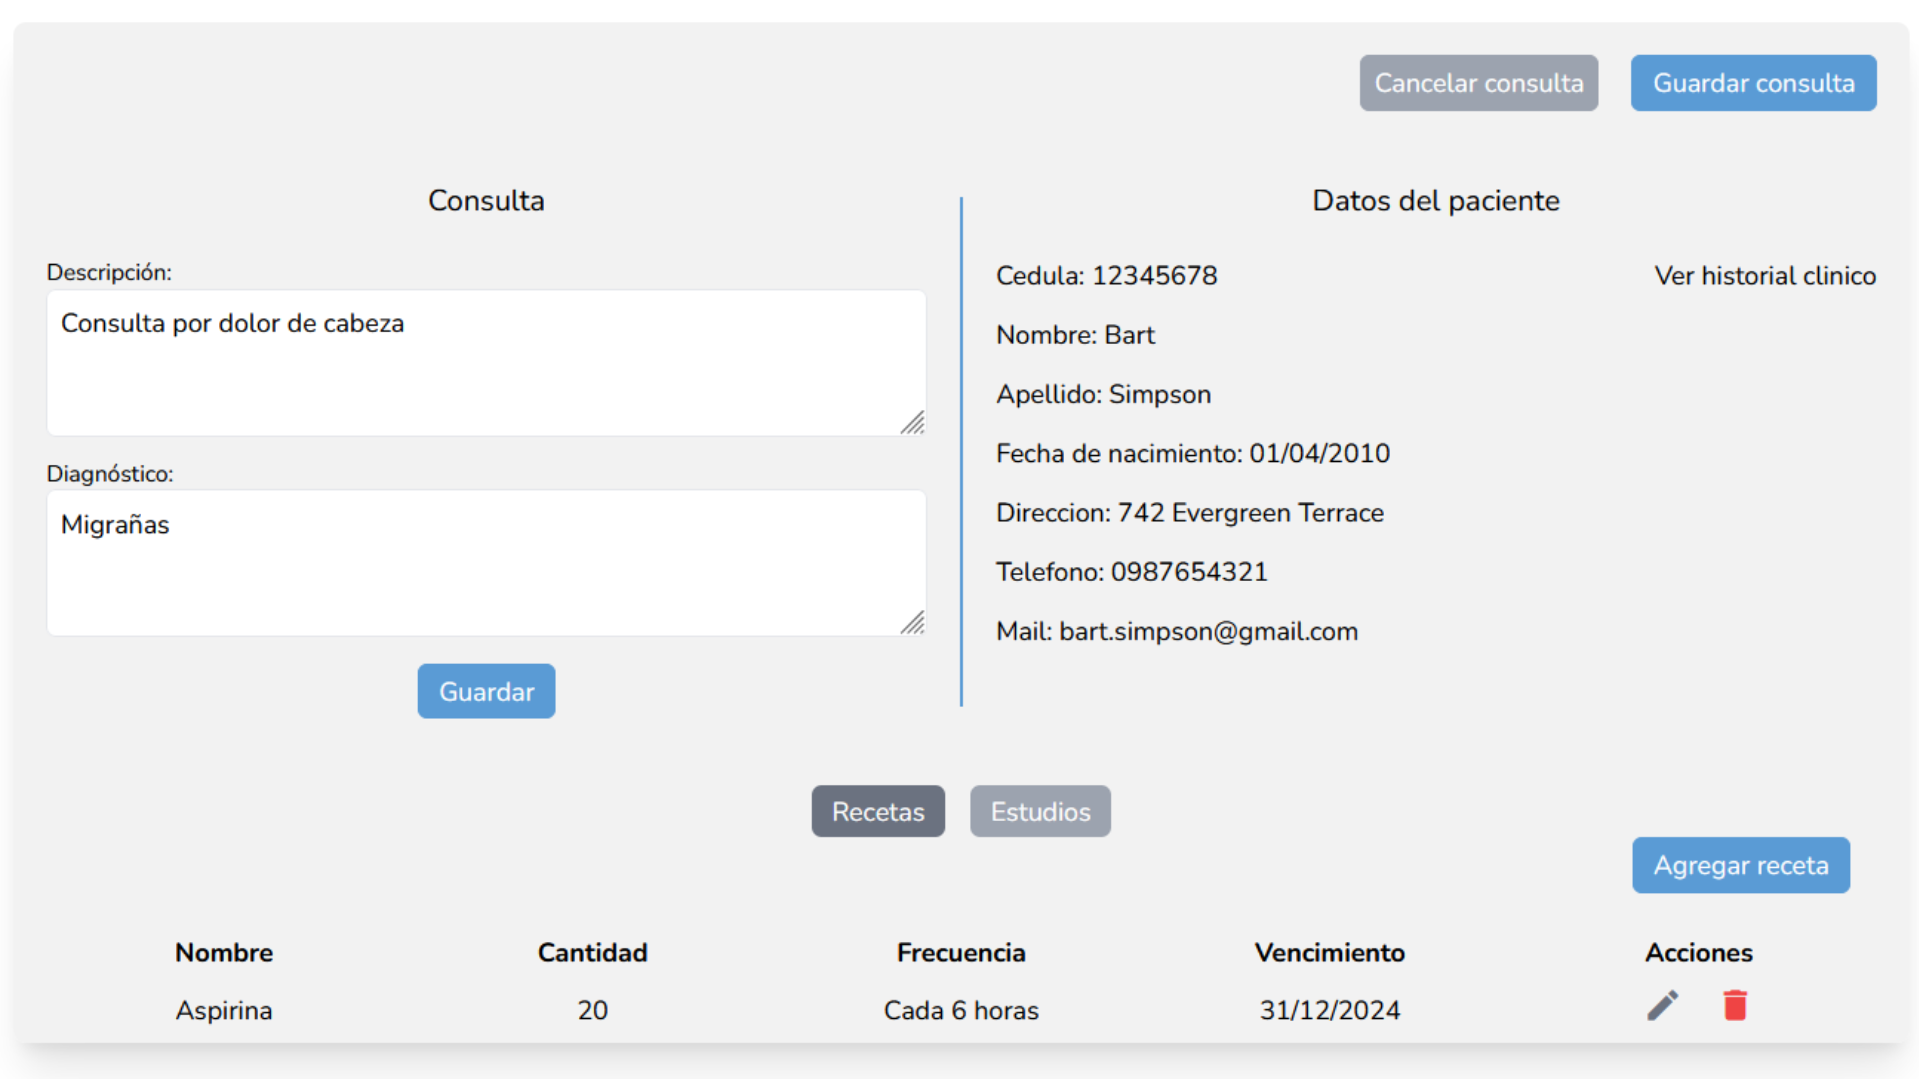 Cancelar consulta Guardar consulta
Consulta
Descripción:
Consulta por dolor de cabeza
Diagnóstico:
Migrañas
Guardar
Datos del paciente
Cedula: 12345678 Ver historial clinico
Nombre: Bart
Apellido: Simpson
Fecha de nacimiento: 01/04/2010
Direccion: 742 Evergreen Terrace
Telefono: 0987654321
Mail: bart.simpson@gmail.com
Recetas Estudios
Agregar receta
Nombre Cantidad Frecuencia Vencimiento Acciones
Aspirina 20 Cada 6 horas 31/12/2024